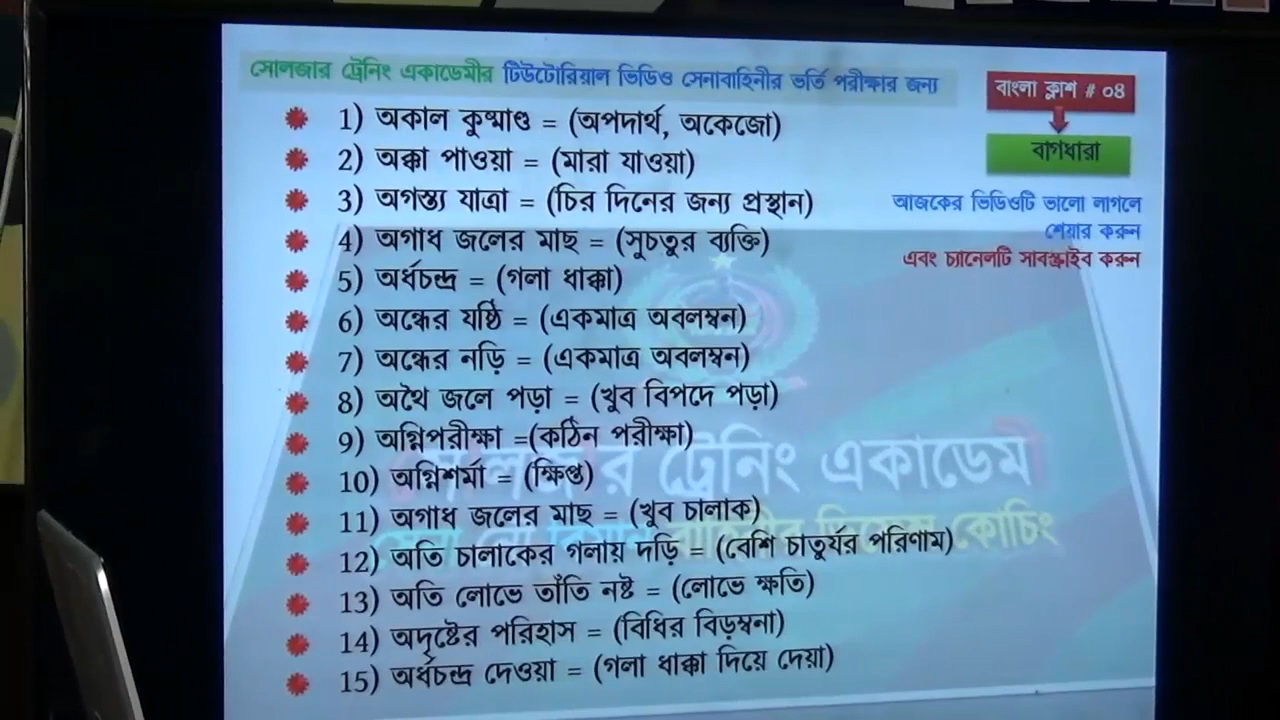 সোলজার ট্রেনিং একাডেমীর টিউটোরিয়াল ভিডিও সেনাবাহিনীর ভর্তি পরীক্ষার জন্য
বাংলা ক্লাশ # ০৪
বাগধারা
আজকের ভিডিওটি ভালো লাগলে
শেয়ার করুন
এবং চ্যানেলটি সাবস্ক্রাইব করুন
1) অকাল কুষ্মাণ্ড = (অপদার্থ, অকেজো)
2) অক্কা পাওয়া = (মারা যাওয়া)
3) অগস্ত্য যাত্রা = (চির দিনের জন্য প্রস্থান)
4) অগাধ জলের মাছ = (সুচতুর ব্যক্তি)
5) অর্ধচন্দ্র = (গলা ধাক্কা)
6) অন্ধের যষ্ঠি = (একমাত্র অবলম্বন)
7) অন্ধের নড়ি = (একমাত্র অবলম্বন)
8) অথৈ জলে পড়া = (খুব বিপদে পড়া)
9) অগ্নিপরীক্ষা =(কঠিন পরীক্ষা)
10) অগ্নিশর্মা = (ক্ষিপ্ত)
11) অগাধ জলের মাছ = (খুব চালাক)
12) অতি চালাকের গলায় দড়ি = (বেশি চাতুর্যর পরিণাম)
13) অতি লোভে তাঁতি নষ্ট = (লোভে ক্ষতি)
14) অদৃষ্টের পরিহাস = (বিধির বিড়ম্বনা)
15) অর্ধচন্দ্র দেওয়া = (গলা ধাক্কা দিয়ে দেয়া)
ট্রেনিং একাডেমী
কোচিং